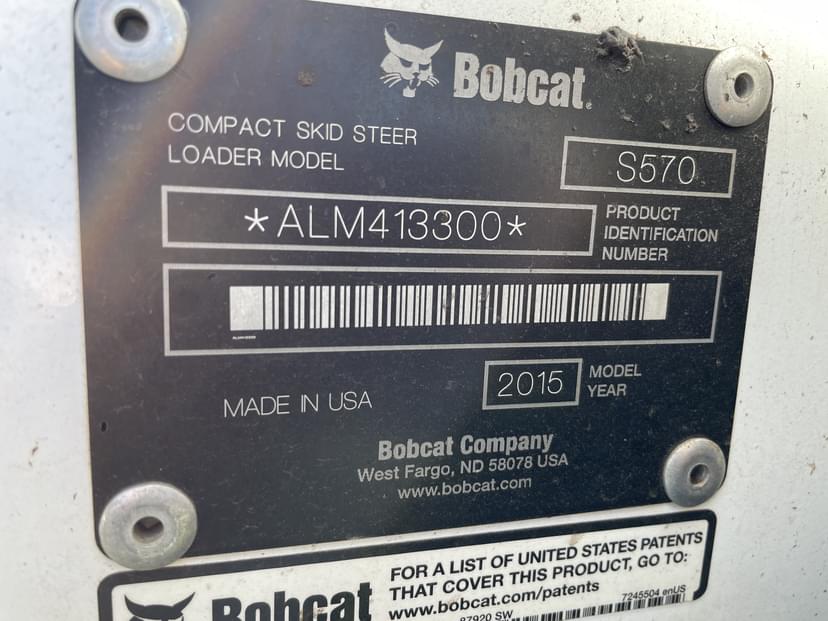 Bobcat
COMPACT SKID STEER
LOADER MODEL
S570
*ALM413300*
PRODUCT
IDENTIFICATION
NUMBER
MADE IN USA
2015
MODEL
YEAR
Bobcat Company
West Fargo, ND 58078 USA
www.bobcat.com
Bobcat
FOR A LIST OF UNITED STATES PATENTS
THAT COVER THIS PRODUCT, GO TO:
www.bobcat.com/patents
7245504 enUS
87920 SW